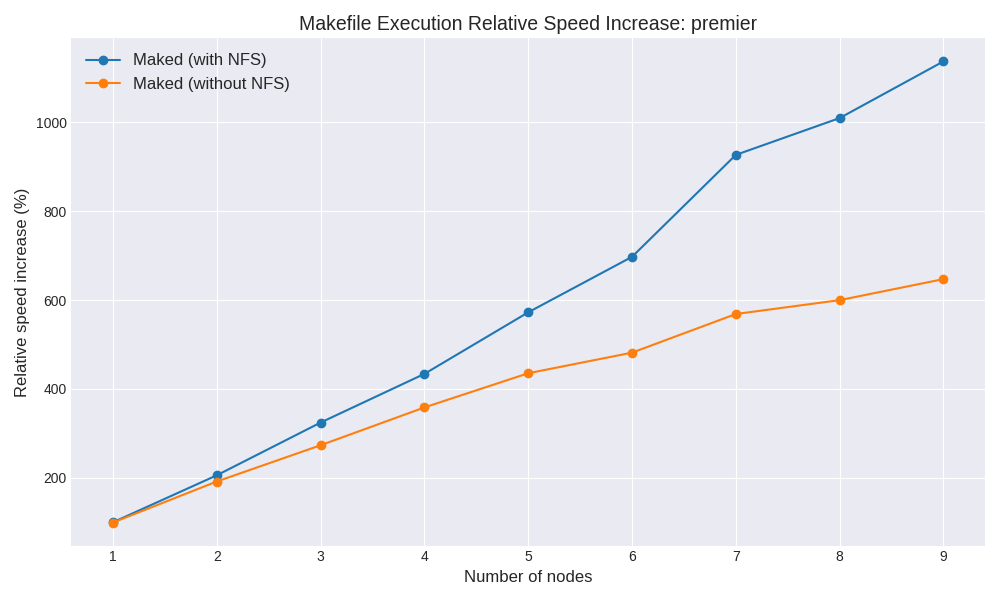 Makefile Execution Relative Speed Increase: premier
Maked (with NFS)
Maked (without NFS)
Relative speed increase (%)
1000
800
600
400
200
1 2 3 4 5 6 7 8 9
Number of nodes